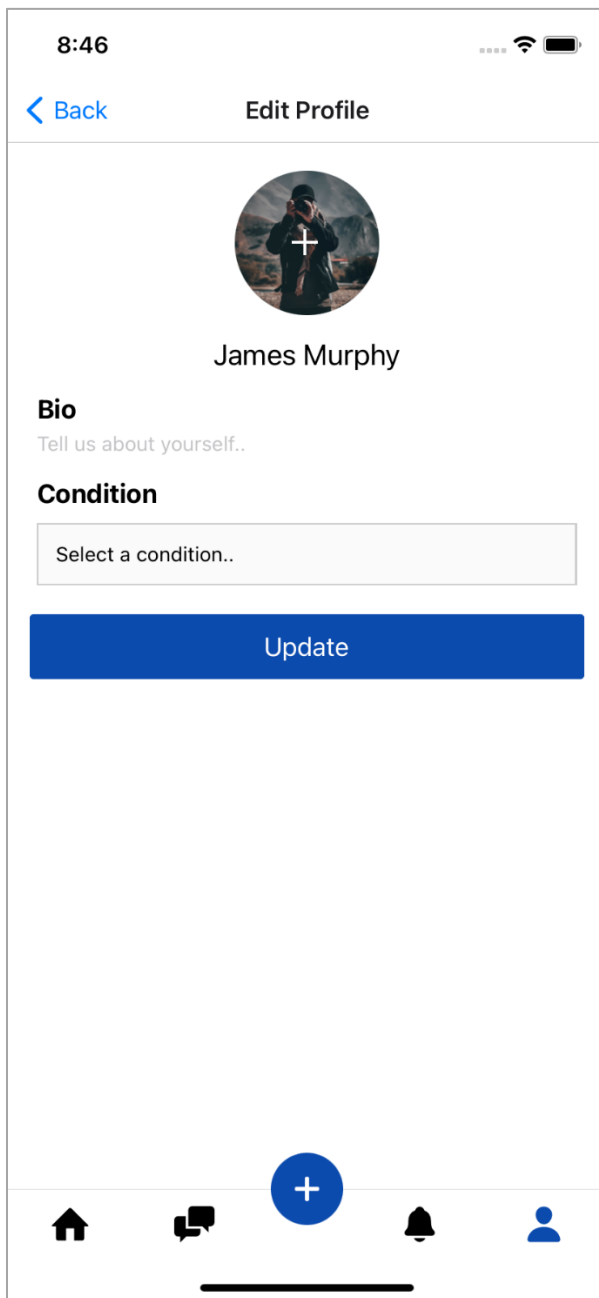 8:46
Back
Edit Profile
James Murphy
Bio
Tell us about yourself..
Condition
Select a condition..
Update